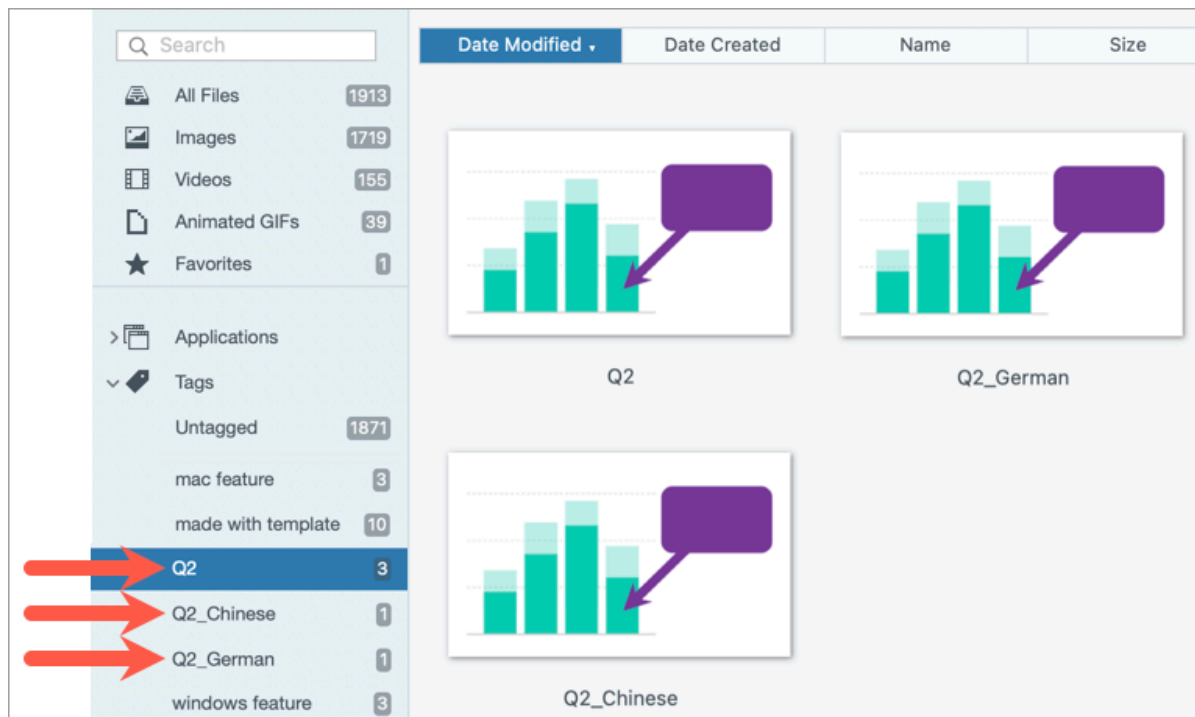 Search
All Files 1913
Images 1719
Videos 155
Animated GIFs 39
Favorites 1
Applications
Tags
Untagged 1871
mac feature 3
made with template 10
Q2 3
Q2_Chinese 1
Q2_German 1
windows feature 3
Date Modified Date Created Name Size
Q2 Q2_German
Q2_Chinese